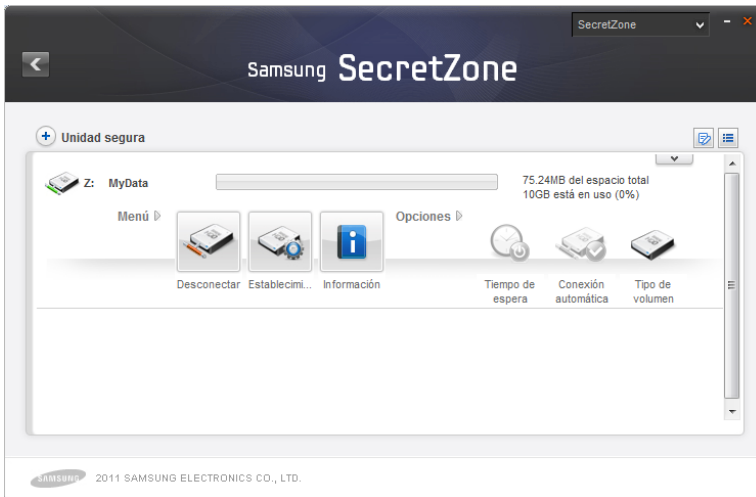 SecretZone
Samsung SecretZone
Unidad segura
Z: MyData
75.24MB del espacio total
10GB está en uso (0%)
Menú
Opciones
Desconectar
Establecimi...
Información
Tiempo de
espera
Conexión
automática
Tipo de
volumen
SAMSUNG
2011 SAMSUNG ELECTRONICS CO., LTD.